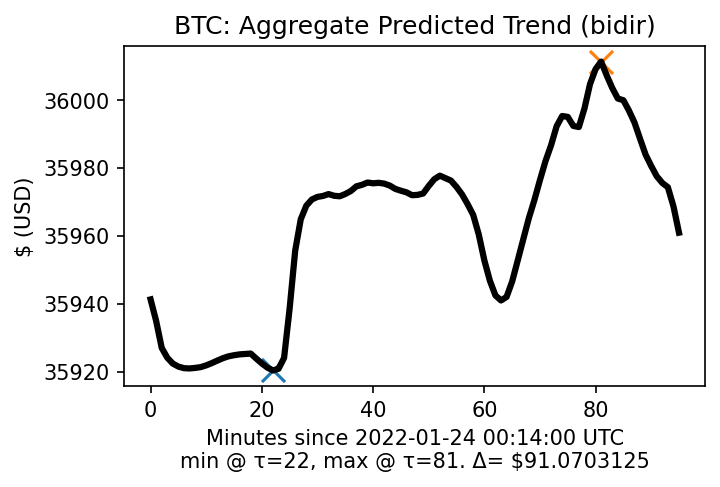 BTC: Aggregate Predicted Trend (bidir)
36000
35980
35960
35940
35920
$ (USD)
0 20 40 60 80
Minutes since 2022-01-24 00:14:00 UTC
min @ τ=22, max @ τ=81. Δ= $91.0703125